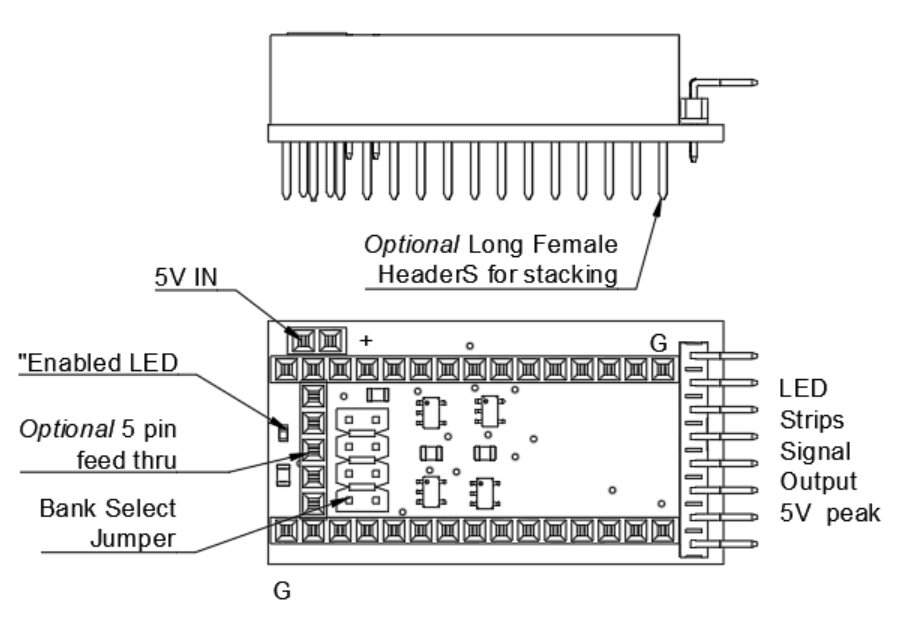 Optional Long Female
HeaderS for stacking
5V IN
+
G
"Enabled LED
Optional 5 pin
feed thru
Bank Select
Jumper
LED
Strips
Signal
Output
5V peak
G